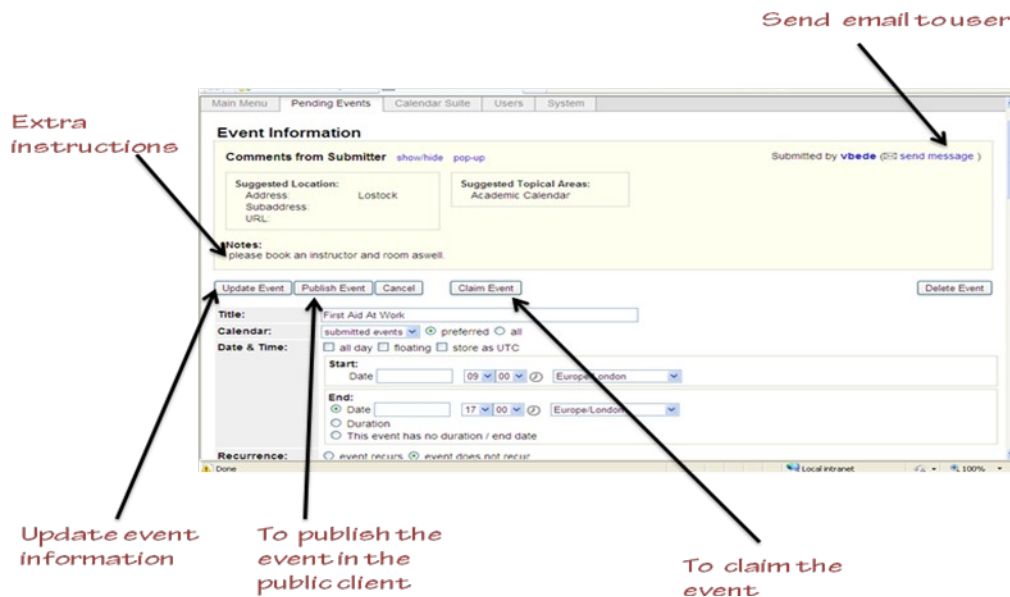 Send email to user
Extra
instructions
Main Menu Pending Events Calendar Suite Users System
Event Information
Comments from Submitter show/hide pop-up Submitted by vbede (send message )
Suggested Location: Suggested Topical Areas:
Address: Lostock Academic Calendar
Subaddress:
URL:
Notes:
please book an instructor and room aswell.
Update Event Publish Event Cancel Claim Event Delete Event
Title: First Aid At Work
Calendar: submitted events preferred all
Date & Time: all day floating store as UTC
Start:
Date 09 00 Europe/London
End:
Date 17 00 Europe/London
Duration
This event has no duration / end date
Recurrence: event recurs event does not recur
Done Local intranet 100%
Update event
information
To publish the
event in the
public client
To claim the
event